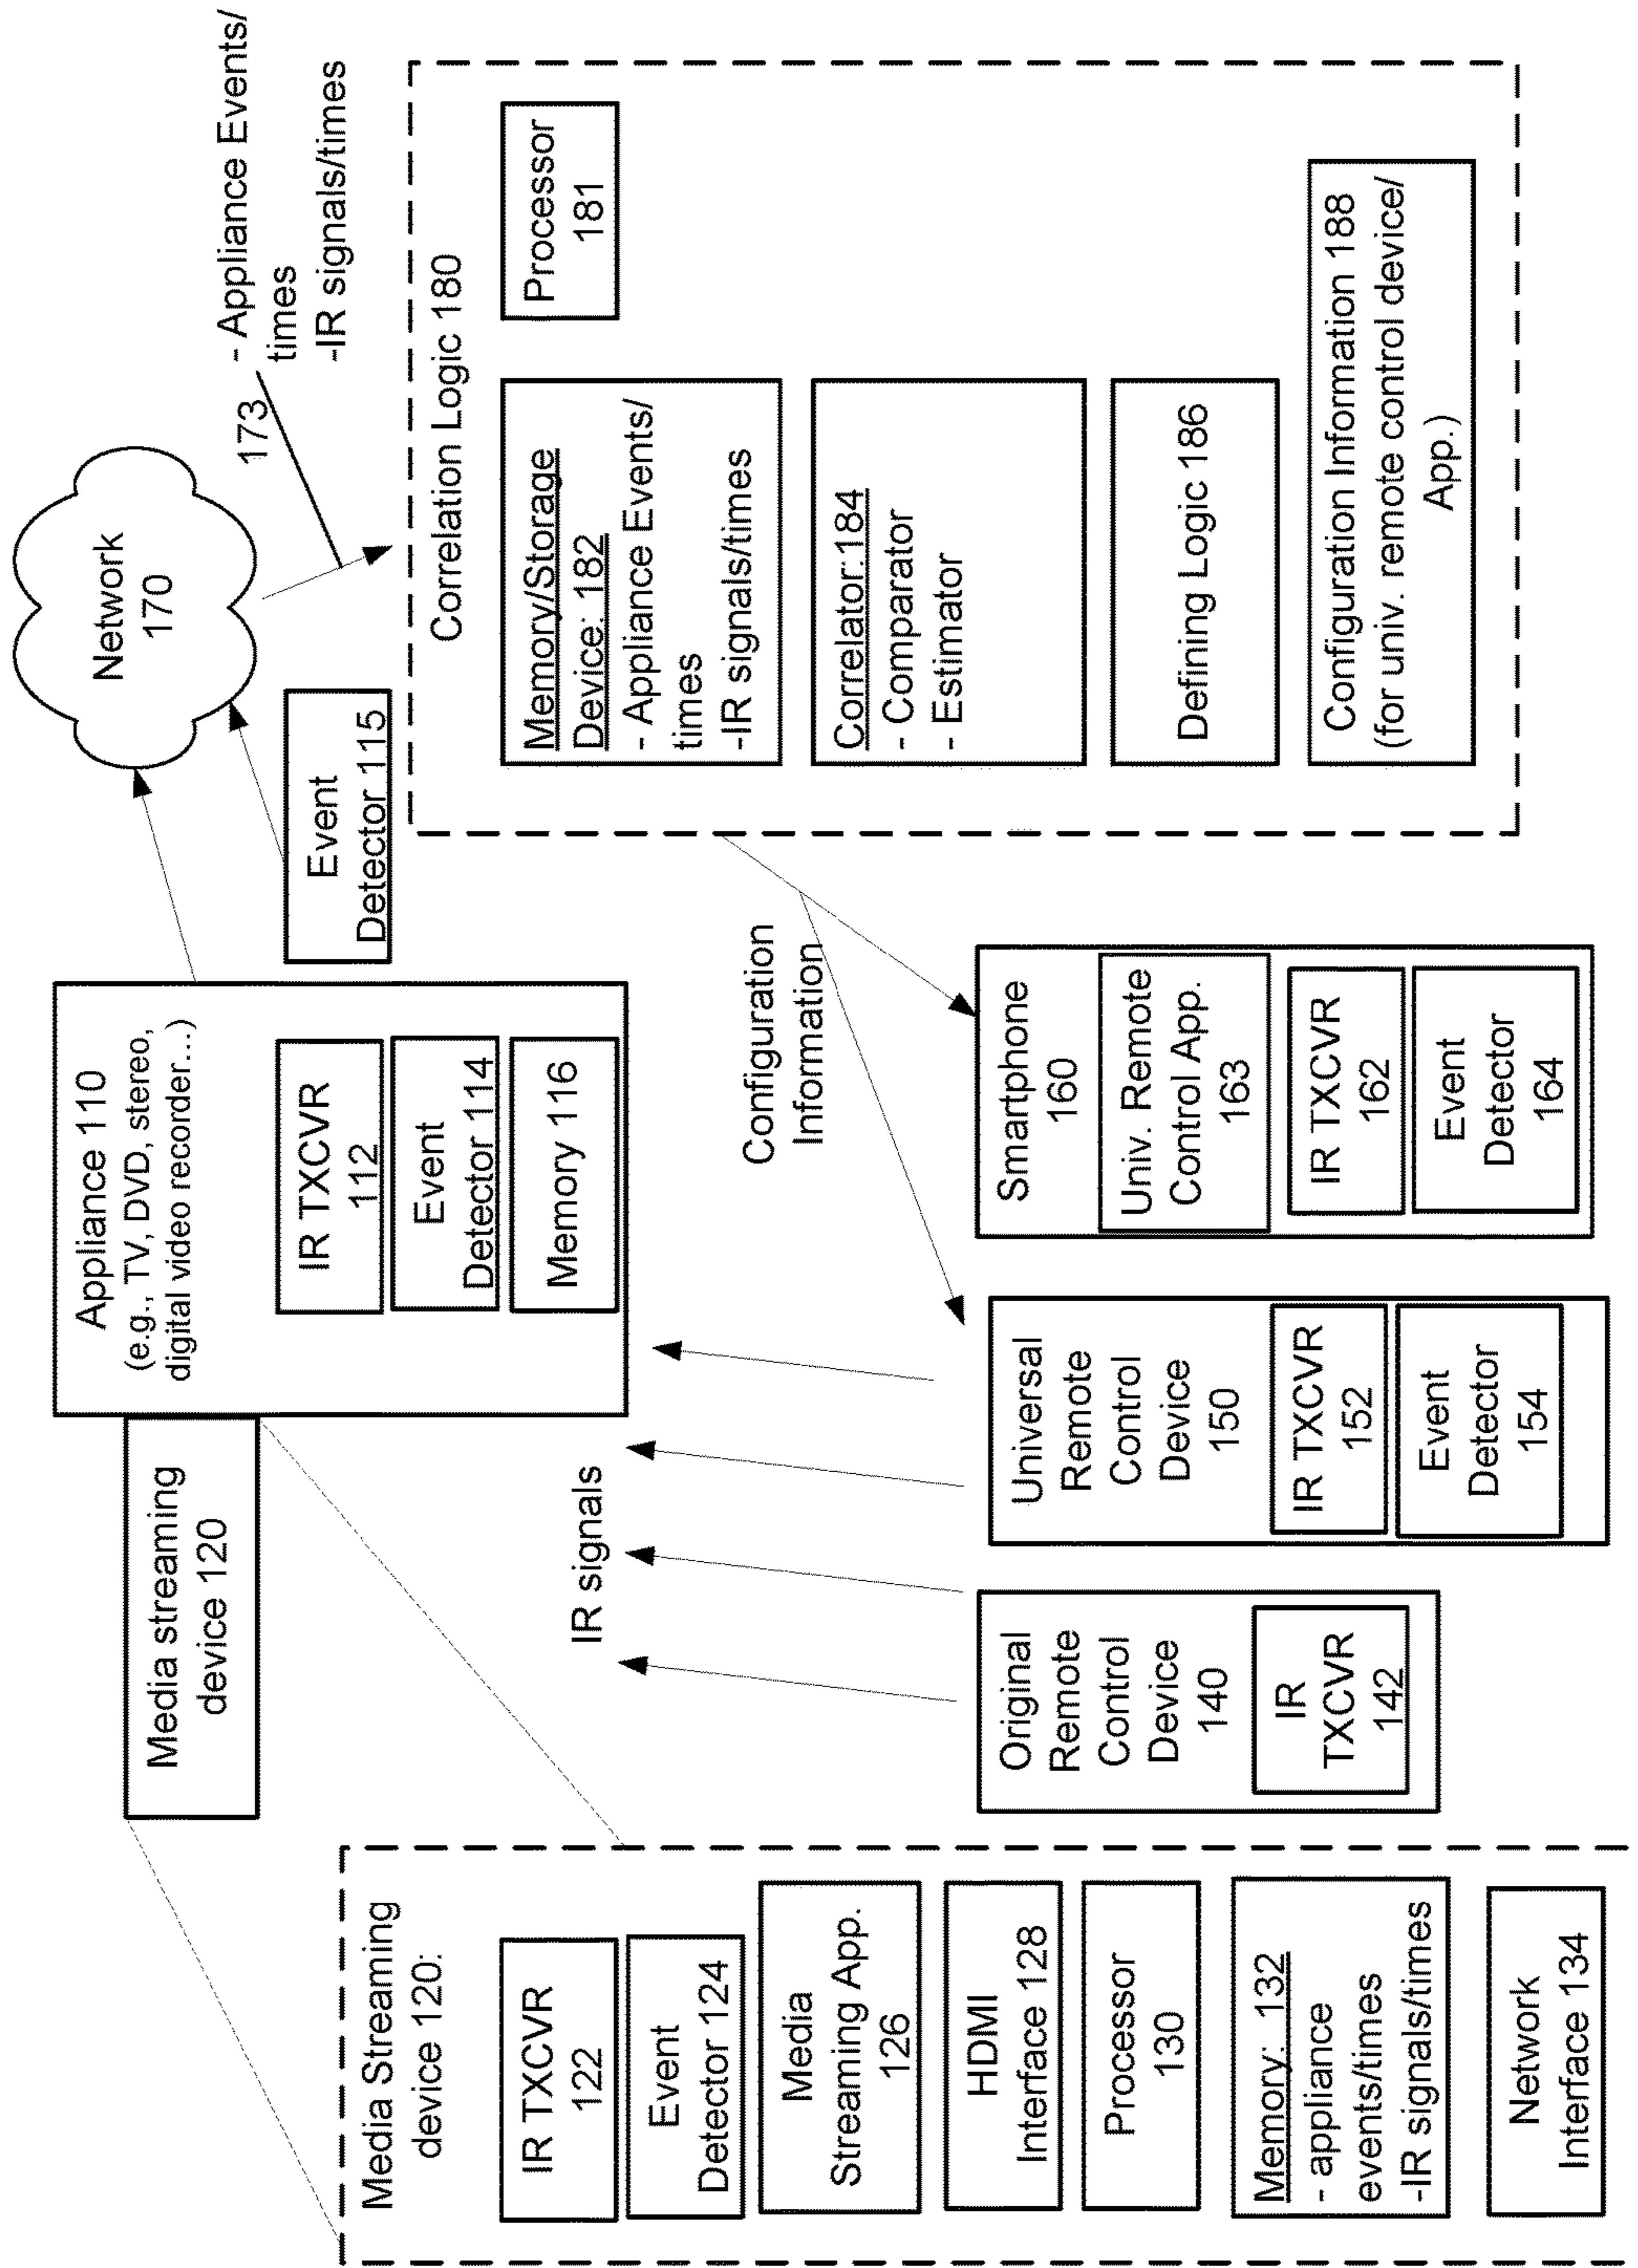 Media streaming
device 120
Appliance 110
(e.g., TV, DVD, stereo,
digital video recorder...)
IR TXCVR
112
Event
Detector 114
Memory 116
Event
Detector 115
Network
170
173
- Appliance Events/
times
-IR signals/times
Media Streaming
device 120:
IR TXCVR
122
Event
Detector 124
Media
Streaming App.
126
HDMI
Interface 128
Processor
130
Memory: 132
- appliance
events/times
-IR signals/times
Network
Interface 134
IR signals
Original
Remote
Control
Device
140
IR
TXCVR
142
Universal
Remote
Control
Device
150
IR TXCVR
152
Event
Detector
154
Configuration
Information
Smartphone
160
Univ. Remote
Control App.
163
IR TXCVR
162
Event
Detector
164
Correlation Logic 180
Memory/Storage
Device: 182
- Appliance Events/
times
-IR signals/times
Processor
181
Correlator:184
- Comparator
- Estimator
Defining Logic 186
Configuration Information 188
(for univ. remote control device/
App.)